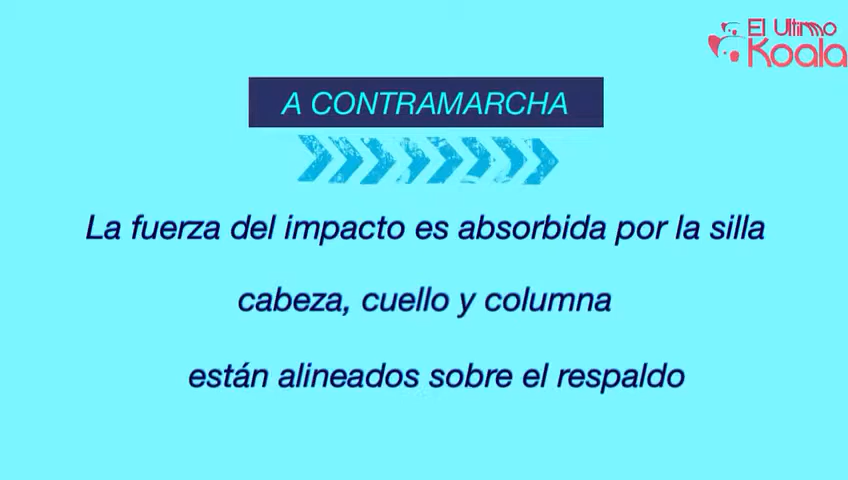 El Ultimo
Koala
A CONTRAMARCHA
La fuerza del impacto es absorbida por la silla
cabeza, cuello y columna
están alineados sobre el respaldo